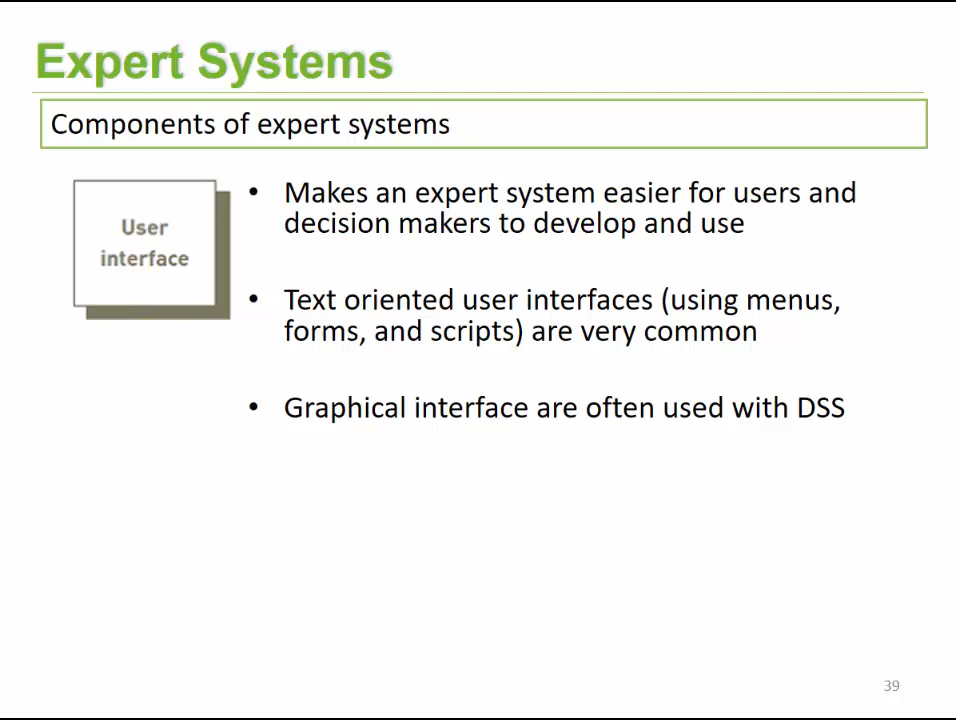 Expert Systems
Components of expert systems
User
interface
• Makes an expert system easier for users and
decision makers to develop and use
• Text oriented user interfaces (using menus,
forms, and scripts) are very common
• Graphical interface are often used with DSS
39